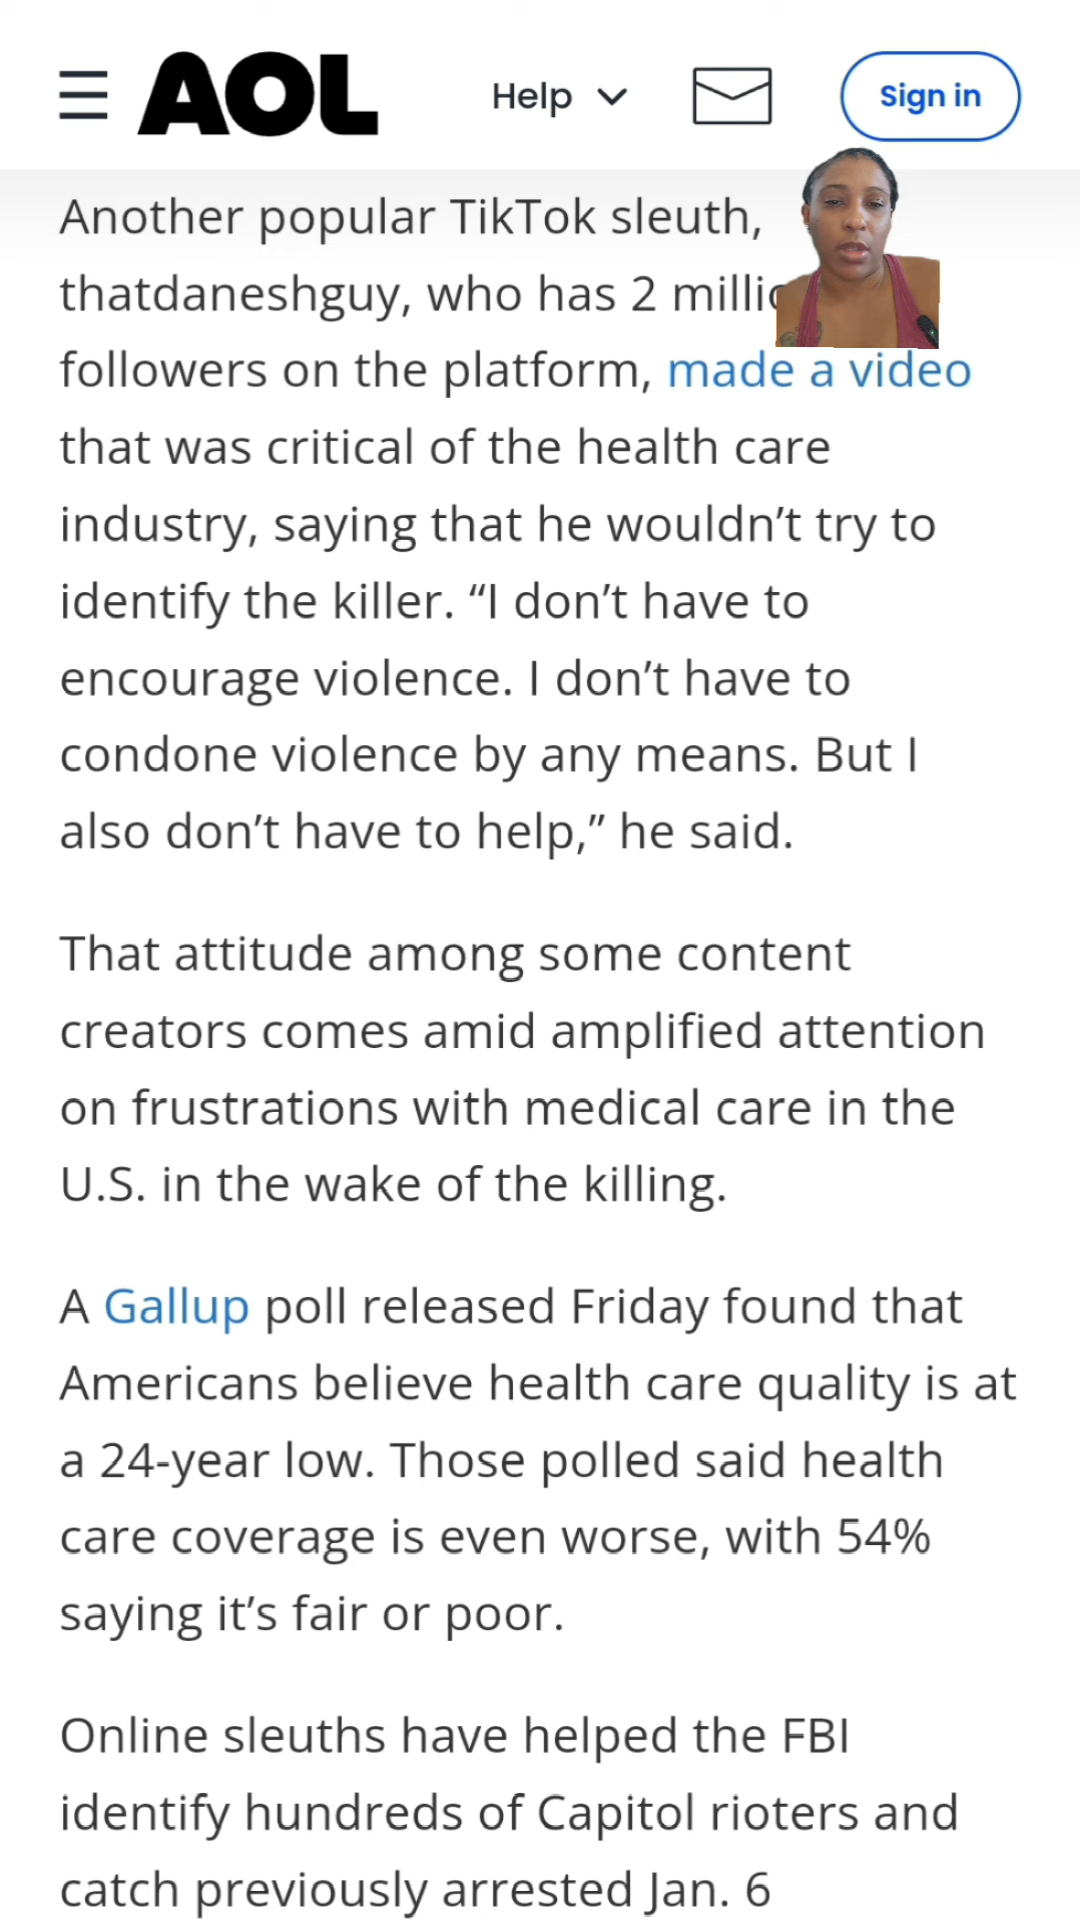 AOL
Help
Sign in
Another popular TikTok sleuth,
thatdaneshguy, who has 2
followers on the platform, made a video
that was critical of the health care
industry, saying that he wouldn’t try to
identify the killer. “I don’t have to
encourage violence. I don’t have to
condone violence by any means. But I
also don’t have to help,” he said.
That attitude among some content
creators comes amid amplified attention
on frustrations with medical care in the
U.S. in the wake of the killing.
A Gallup poll released Friday found that
Americans believe health care quality is at
a 24-year low. Those polled said health
care coverage is even worse, with 54%
saying it’s fair or poor.
Online sleuths have helped the FBI
identify hundreds of Capitol rioters and
catch previously arrested Jan. 6